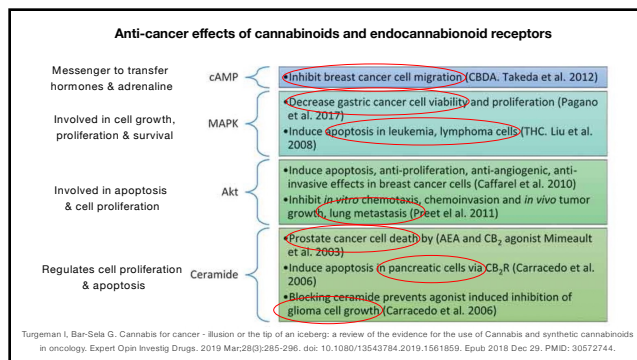 Anti-cancer effects of cannabinoids and endocannabionoid receptors
Messenger to transfer
hormones & adrenaline
cAMP
•Inhibit breast cancer cell migration (CBDA. Takeda et al. 2012)
Involved in cell growth,
proliferation & survival
MAPK
•Decrease gastric cancer cell viability and proliferation (Pagano
et al. 2017)
•Induce apoptosis in leukemia, lymphoma cells (THC. Liu et al.
2008)
Involved in apoptosis
& cell proliferation
Akt
•Induce apoptosis, anti-proliferation, anti-angiogenic, anti-
invasive effects in breast cancer cells (Caffarel et al. 2010)
•Inhibit in vitro chemotaxis, chemoinvasion and in vivo tumor
growth, lung metastasis (Preet el al. 2011)
Regulates cell proliferation
& apoptosis
Ceramide
•Prostate cancer cell death by (AEA and CB₂ agonist Mimeault
et al. 2003)
•Induce apoptosis in pancreatic cells via CB₂R (Carracedo et al.
2006)
•Blocking ceramide prevents agonist induced inhibition of
glioma cell growth (Carracedo et al. 2006)
Turgeman I, Bar-Sela G. Cannabis for cancer - illusion or the tip of an iceberg: a review of the evidence for the use of Cannabis and synthetic cannabinoids
in oncology. Expert Opin Investig Drugs. 2019 Mar;28(3):285-296. doi: 10.1080/13543784.2019.1561859. Epub 2018 Dec 29. PMID: 30572744.